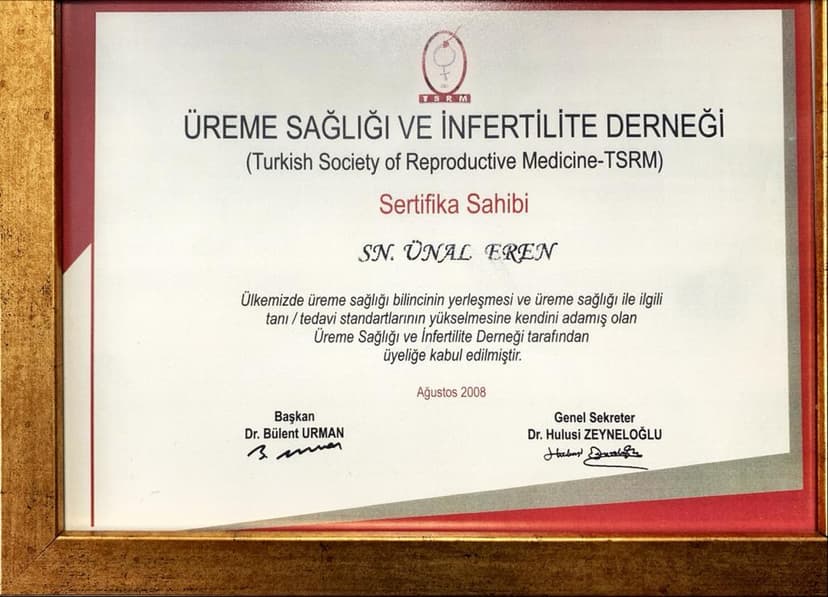 TSRM
ÜREME SAĞLIĞI VE İNFERTİLİTE DERNEĞİ
(Turkish Society of Reproductive Medicine-TSRM)
Sertifika Sahibi
SN. ÜNAL EREN
Ülkemizde üreme sağlığı bilincinin yerleşmesi ve üreme sağlığı ile ilgili
tanı / tedavi standartlarının yükselmesine kendini adamış olan
Üreme Sağlığı ve İnfertilite Derneği tarafından
üyeliğe kabul edilmiştir.
Ağustos 2008
Başkan
Dr. Bülent URMAN
Genel Sekreter
Dr. Hulusi ZEYNELOĞLU